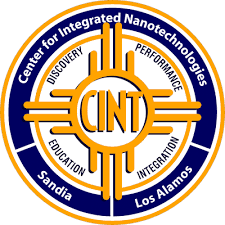 Center for Integrated Nanotechnologies
DISCOVERY
PERFORMANCE
CINT
EDUCATION
INTEGRATION
Sandia
Los Alamos